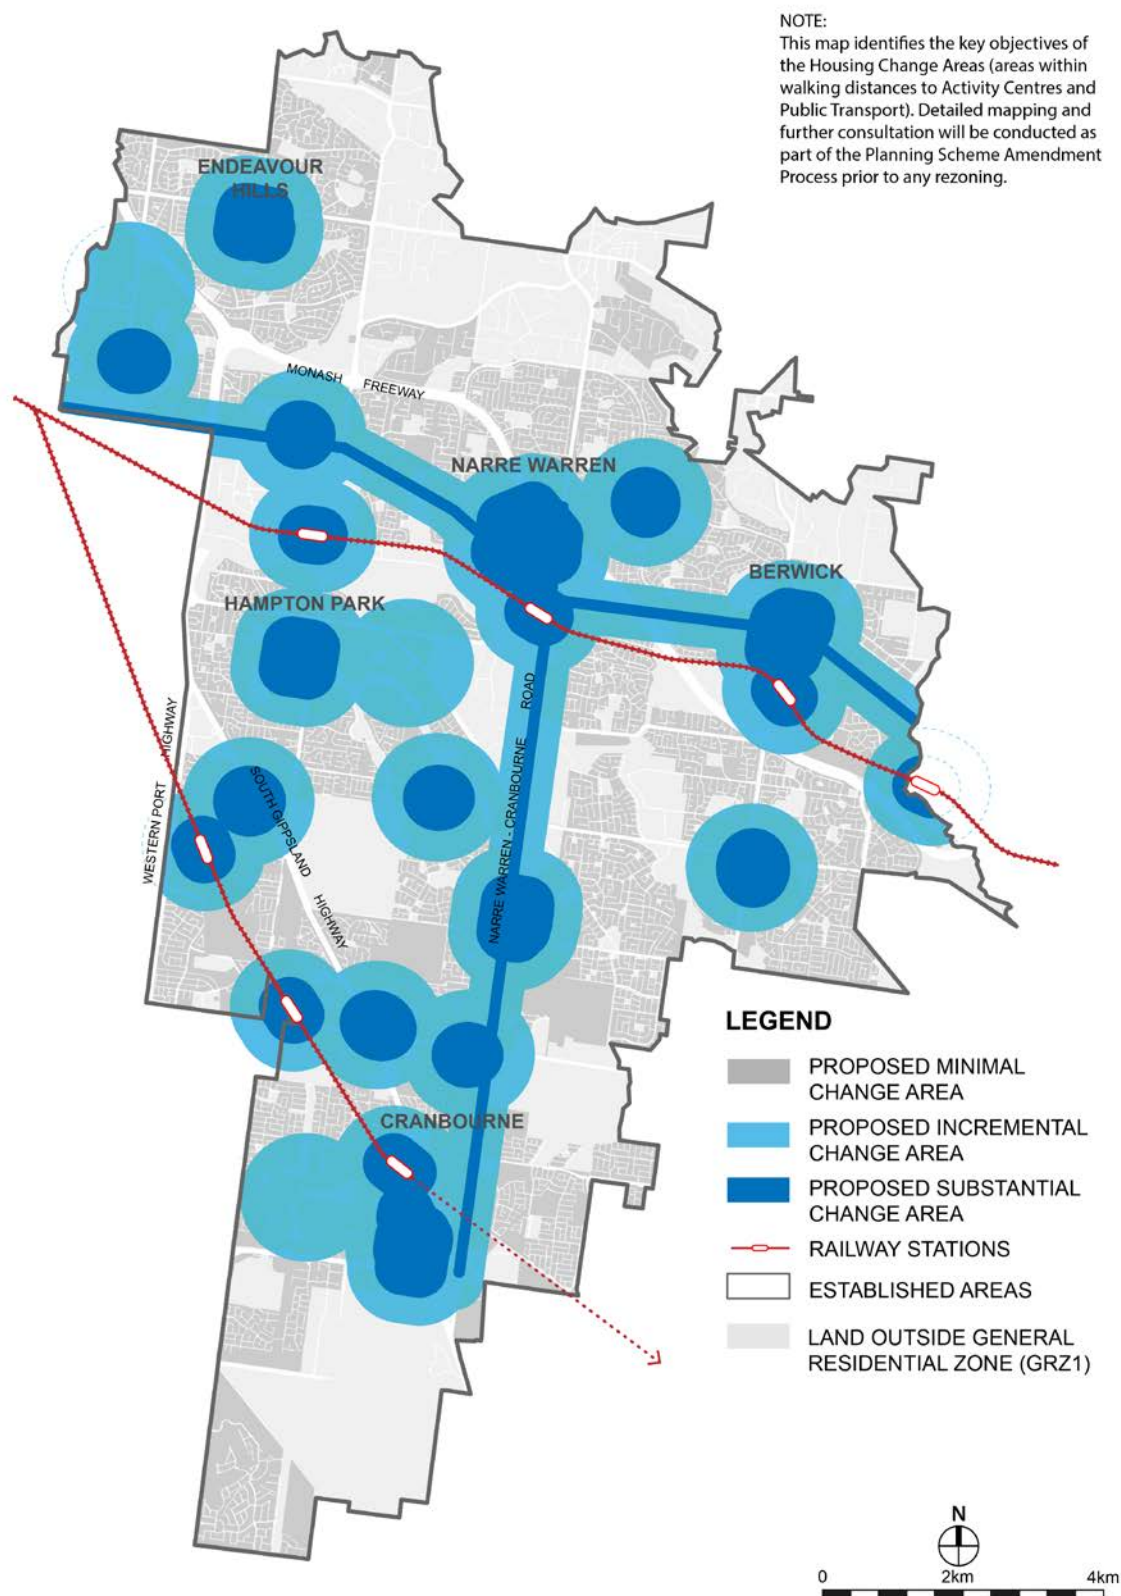 NOTE:
This map identifies the key objectives of
the Housing Change Areas (areas within
walking distances to Activity Centres and
Public Transport). Detailed mapping and
further consultation will be conducted as
part of the Planning Scheme Amendment
Process prior to any rezoning.
ENDEAVOUR
HILLS
MONASH FREEWAY
NARRE WARREN
BERWICK
HAMPTON PARK
WESTERN PORT HIGHWAY
SOUTH GIPPSLAND HIGHWAY
NARRE WARREN - CRANBOURNE ROAD
CRANBOURNE
LEGEND
PROPOSED MINIMAL
CHANGE AREA
PROPOSED INCREMENTAL
CHANGE AREA
PROPOSED SUBSTANTIAL
CHANGE AREA
RAILWAY STATIONS
ESTABLISHED AREAS
LAND OUTSIDE GENERAL
RESIDENTIAL ZONE (GRZ1)
N
0 2km 4km